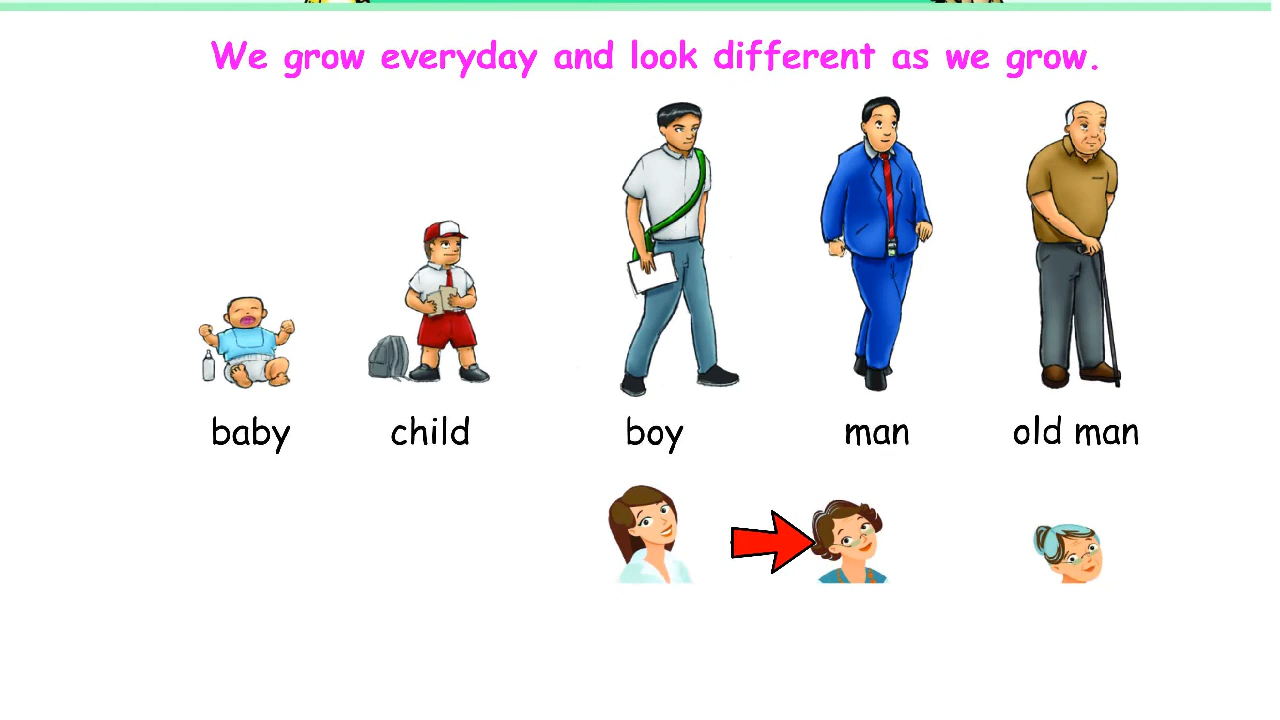 We grow everyday and look different as we grow.
baby child boy man old man